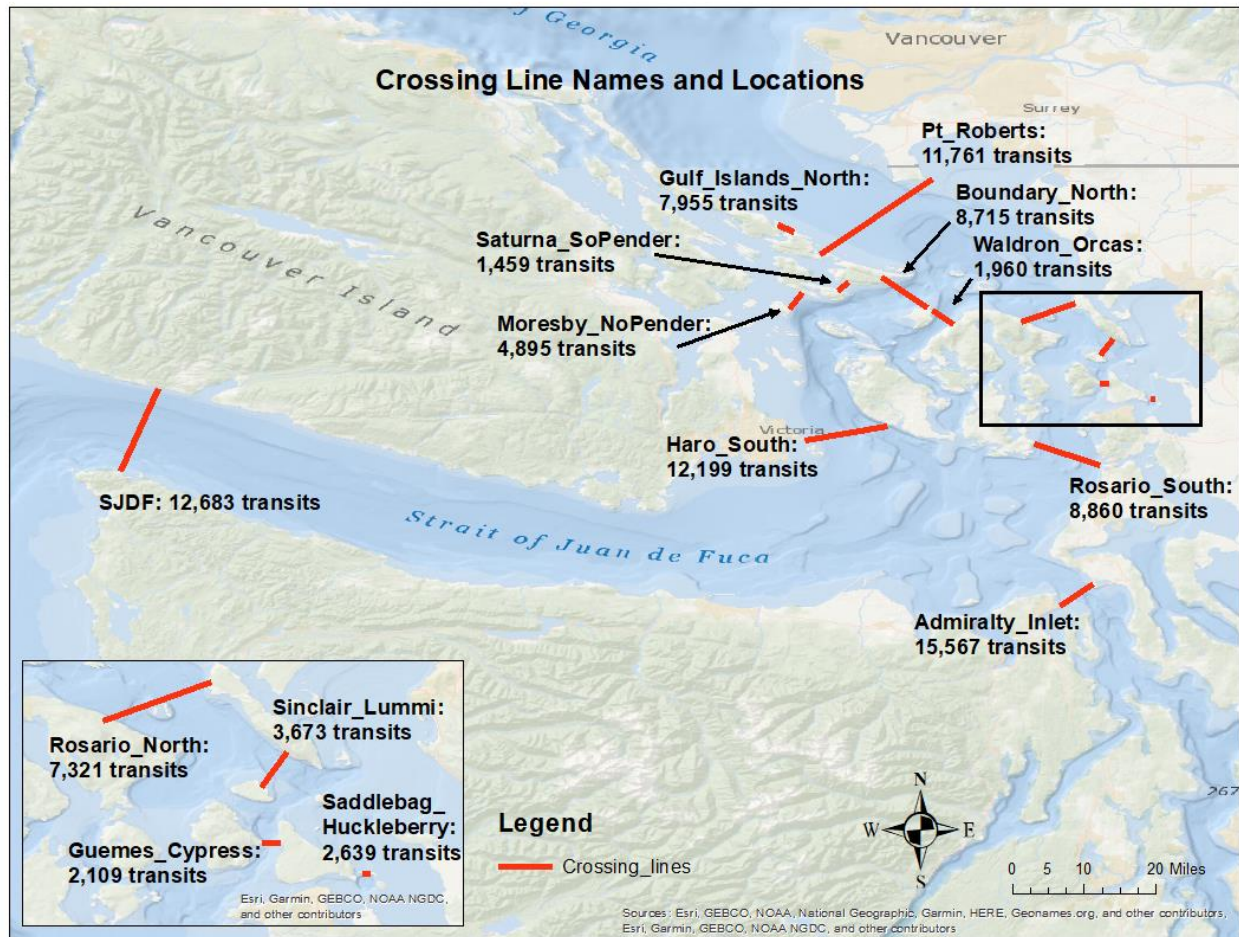 of Georgia
Vancouver
Crossing Line Names and Locations
Surrey
Pt_Roberts:
11,761 transits
Gulf_Islands_North:
7,955 transits
Boundary_North:
8,715 transits
Saturna_SoPender:
1,459 transits
Waldron_Orcas:
1,960 transits
Vancouver Island
Moresby_NoPender:
4,895 transits
Victoria
Haro_South:
12,199 transits
SJDF: 12,683 transits
Rosario_South:
8,860 transits
Strait of Juan de Fuca
Admiralty_Inlet:
15,567 transits
Sinclair_Lummi:
3,673 transits
Rosario_North:
7,321 transits
Saddlebag_
Huckleberry:
2,639 transits
Guemes_Cypress:
2,109 transits
Esri, Garmin, GEBCO, NOAA NGDC,
and other contributors
Legend
Crossing_lines
N
W E
S
267
0 5 10 20 Miles
Sources: Esri, GEBCO, NOAA, National Geographic, Garmin, HERE, Geonames.org, and other contributors,
Esri, Garmin, GEBCO, NOAA NGDC, and other contributors